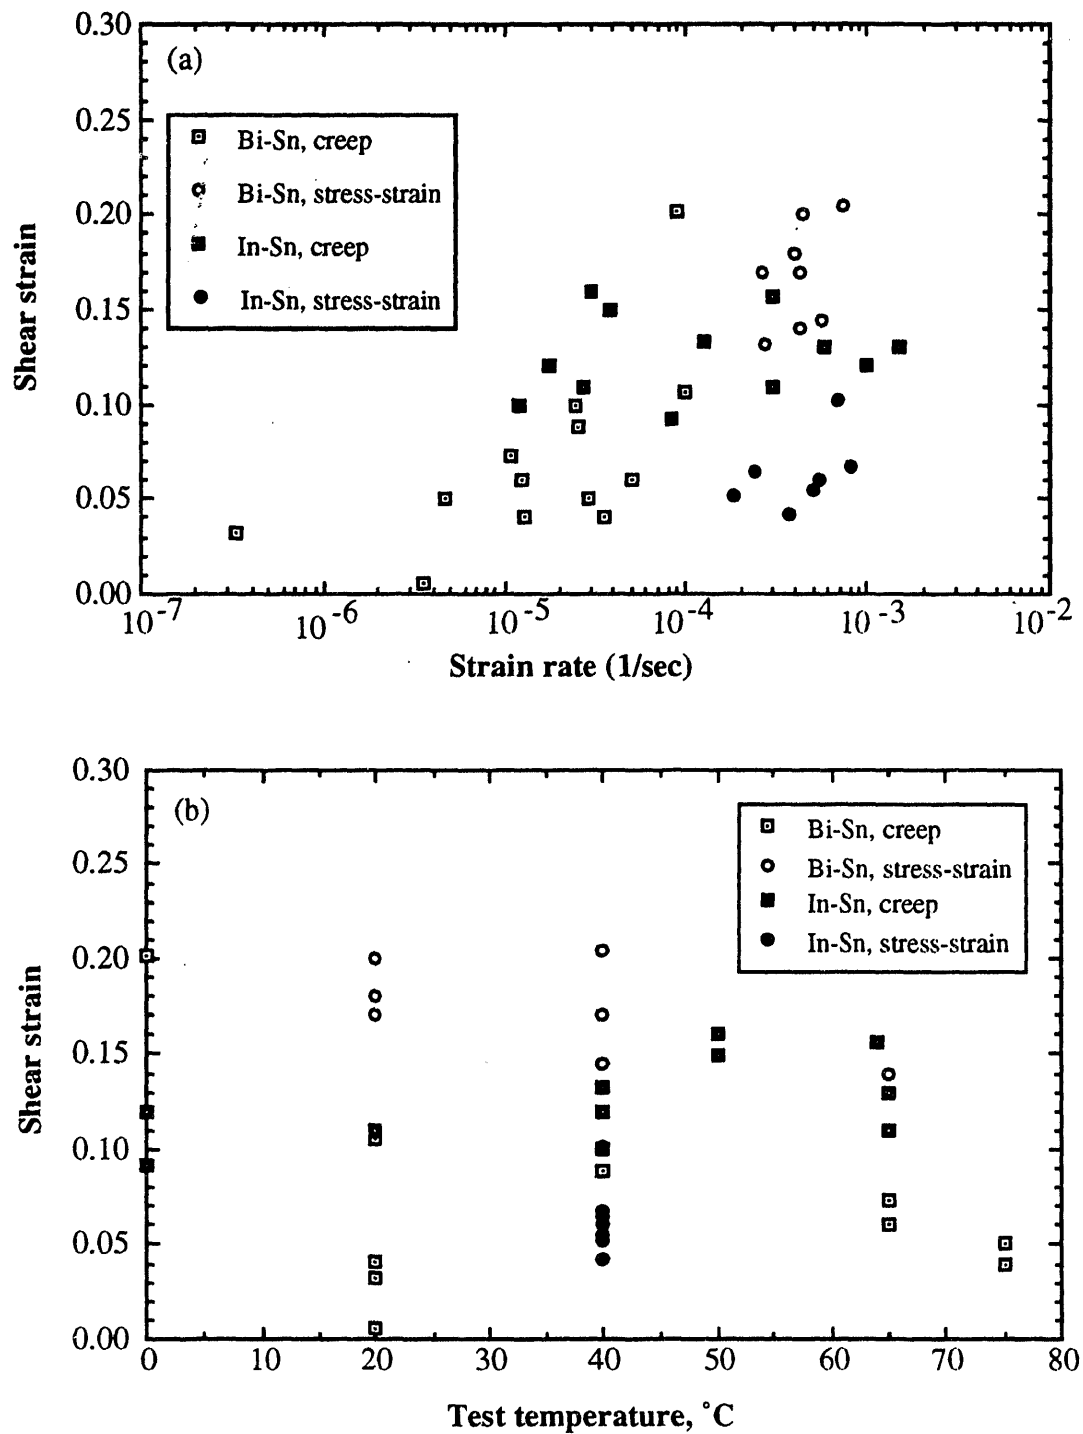 0.30
(a)
0.25
Bi-Sn, creep
Bi-Sn, stress-strain
0.20
In-Sn, creep
In-Sn, stress-strain
0.15
0.10
0.05
0.00
Shear strain
10-7 10-6 10-5 10-4 10-3 10-2
Strain rate (1/sec)
0.30
(b)
Bi-Sn, creep
Bi-Sn, stress-strain
0.25
In-Sn, creep
In-Sn, stress-strain
0.20
0.15
0.10
0.05
0.00
Shear strain
0 10 20 30 40 50 60 70 80
Test temperature, ˚C